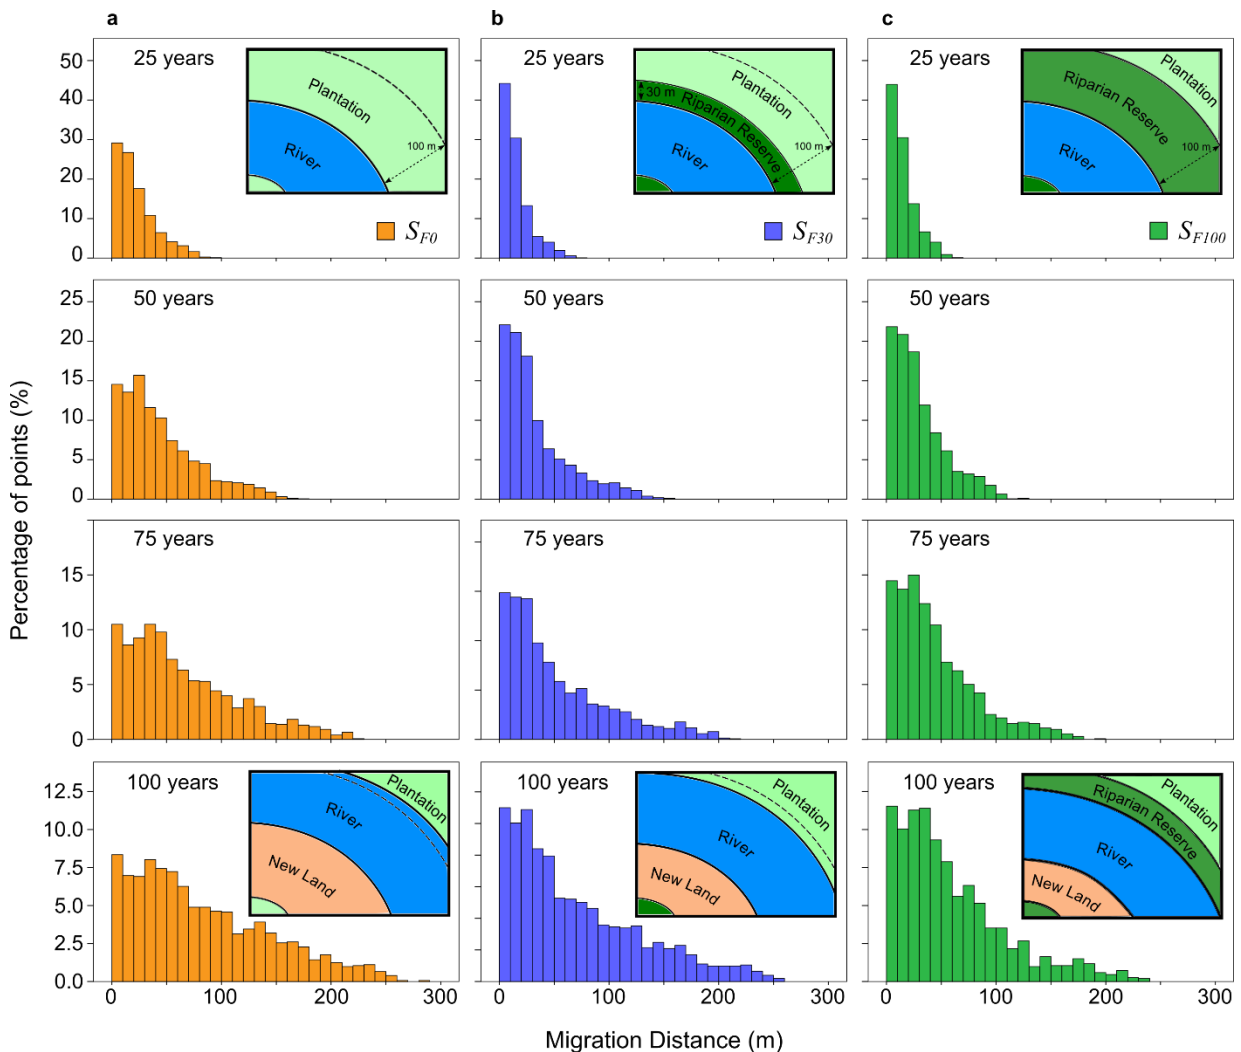 a
b
c
Percentage of points (%)
25 years
50
40
30
20
10
0
Plantation
River
100 m
S_F0
25 years
30 m
Riparian Reserve
Plantation
River
100 m
S_F30
25 years
Riparian Reserve
Plantation
River
100 m
S_F100
50 years
25
20
15
10
5
0
50 years
50 years
75 years
15
10
5
0
75 years
75 years
100 years
12.5
10.0
7.5
5.0
2.5
0.0
Plantation
River
New Land
0 100 200 300
100 years
Plantation
River
New Land
0 100 200 300
100 years
Plantation
Riparian Reserve
River
New Land
0 100 200 300
Migration Distance (m)